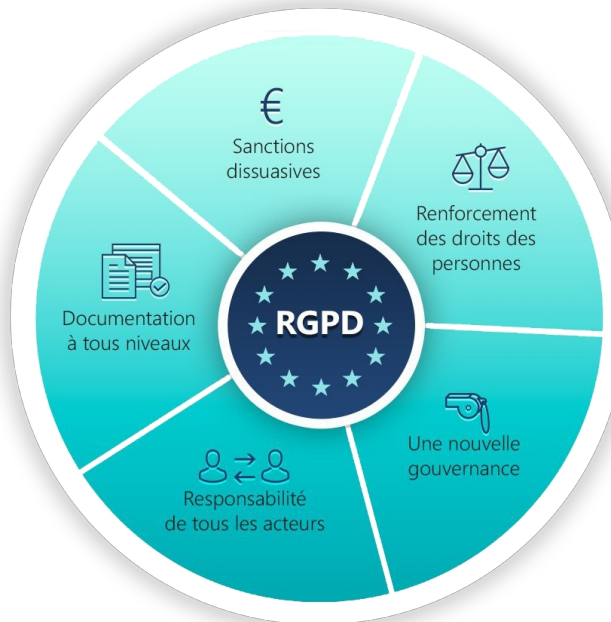 €
Sanctions
dissuasives
Renforcement
des droits des
personnes
Documentation
à tous niveaux
RGPD
Une nouvelle
gouvernance
Responsabilité
de tous les acteurs